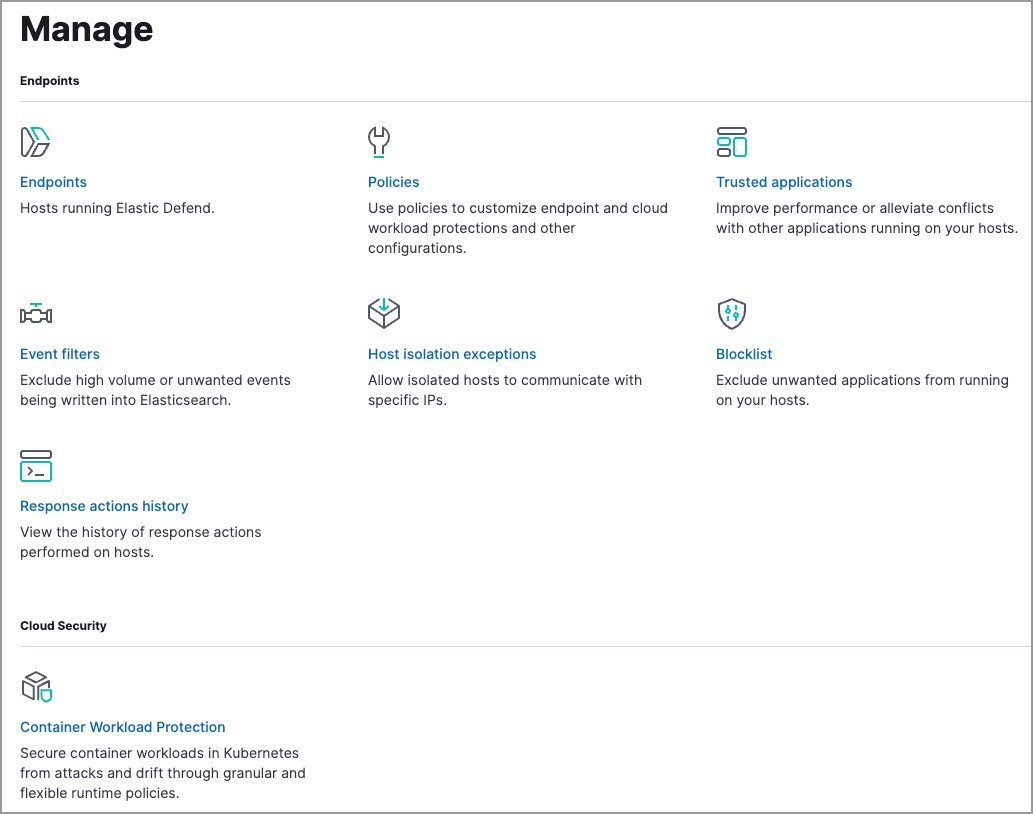 Manage
Endpoints
Endpoints
Hosts running Elastic Defend.
Policies
Use policies to customize endpoint and cloud
workload protections and other
configurations.
Trusted applications
Improve performance or alleviate conflicts
with other applications running on your hosts.
Event filters
Exclude high volume or unwanted events
being written into Elasticsearch.
Host isolation exceptions
Allow isolated hosts to communicate with
specific IPs.
Blocklist
Exclude unwanted applications from running
on your hosts.
Response actions history
View the history of response actions
performed on hosts.
Cloud Security
Container Workload Protection
Secure container workloads in Kubernetes
from attacks and drift through granular and
flexible runtime policies.